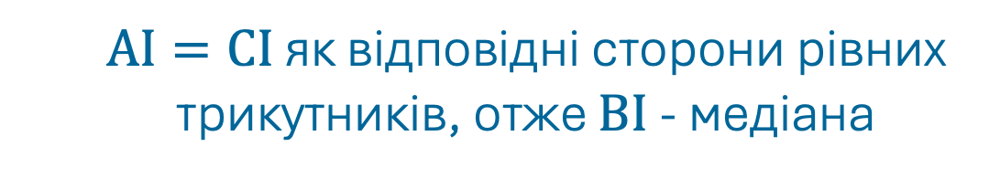 AI = CI як відповідні сторони рівних
трикутників, отже BI - медіана